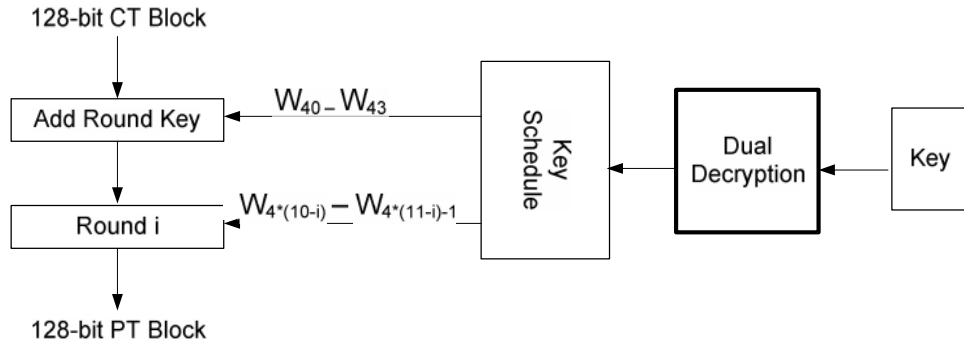 128-bit CT Block
Add Round Key
W40 – W43
Round i
W4*(10-i) – W4*(11-i)-1
128-bit PT Block
Key
Schedule
Dual
Decryption
Key